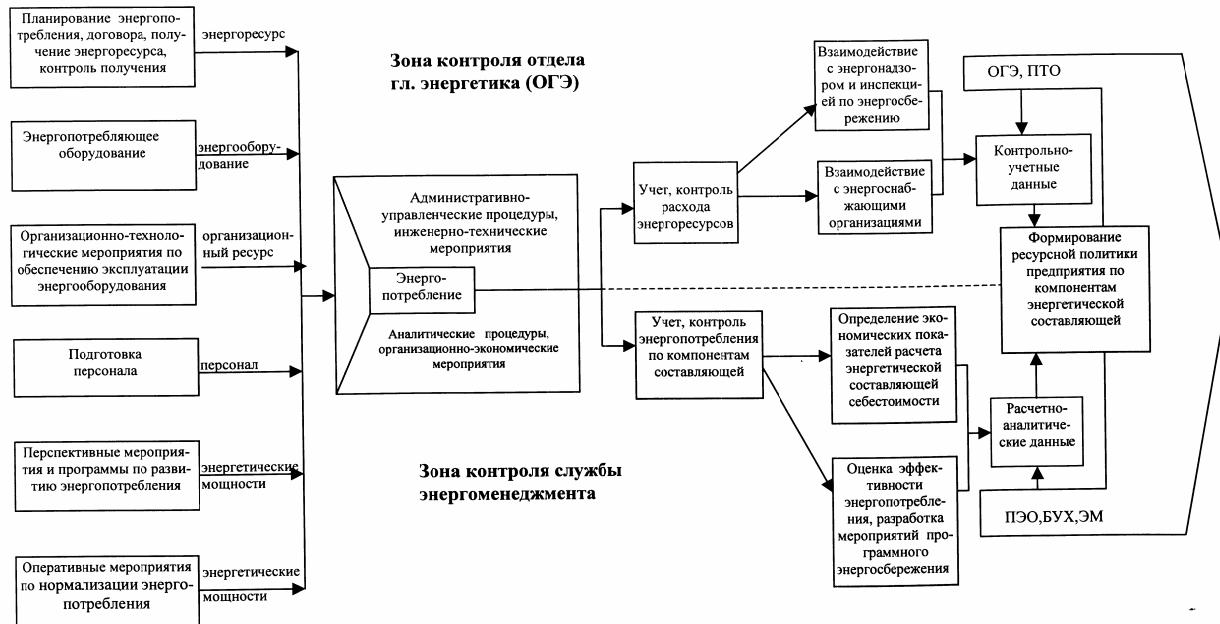 Планирование энергопо-
требления, договора, полу-
чение энергоресурса,
контроль получения
энергоресурс
Энергопотребляющее
оборудование
энергообору-
дование
Организационно-техноло-
гические мероприятия по
обеспечению эксплуатации
энергооборудования
организацион-
ный ресурс
Подготовка
персонала
персонал
Перспективные мероприя-
тия и программы по разви-
тию энергопотребления
энергетические
мощности
Оперативные мероприятия
по нормализации энерго-
потребления
энергетические
мощности
Зона контроля отдела
гл. энергетика (ОГЭ)
Административно-
управленческие процедуры,
инженерно-технические
мероприятия
Энерго-
потребление
Аналитические процедуры,
организационно-экономические
мероприятия
Зона контроля службы
энергоменеджмента
Учет, контроль
расхода
энергоресурсов
Учет, контроль
энергопотребления
по компонентам
составляющей
Взаимодействие
с энергонадзо-
ром и инспекци-
ей по энергосбе-
режению
Взаимодействие
с энергоснаб-
жающими
организациями
Определение эко-
номических пока-
зателей расчета
энергетической
составляющей
себестоимости
Оценка эффек-
тивности
энергопотребле-
ния, разработка
мероприятий про-
граммного
энергосбережения
ОГЭ, ПТО
Контрольно-
учетные
данные
Формирование
ресурсной политики
предприятия по
компонентам
энергетической
составляющей
Расчетно-
аналитиче-
ские данные
ПЭО,БУХ,ЭМ